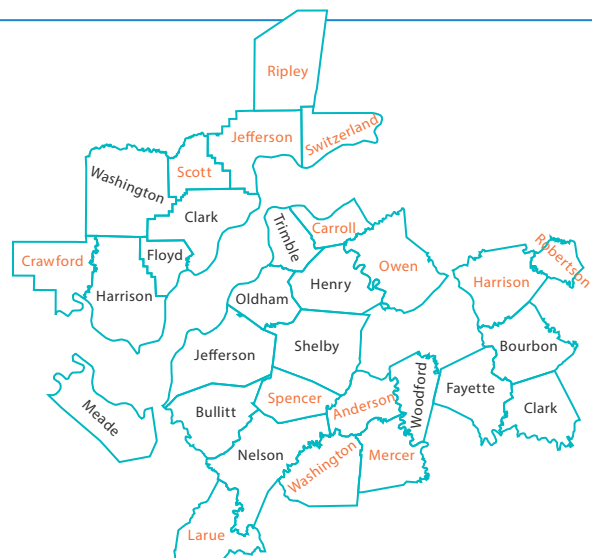 Ripley
Jefferson
Switzerland
Scott
Washington
Clark
Carroll
Trimble
Floyd
Crawford
Owen
Robertson
Harrison
Henry
Harrison
Oldham
Shelby
Bourbon
Jefferson
Fayette
Woodford
Spencer
Anderson
Clark
Bullitt
Meade
Nelson
Washington
Mercer
Larue